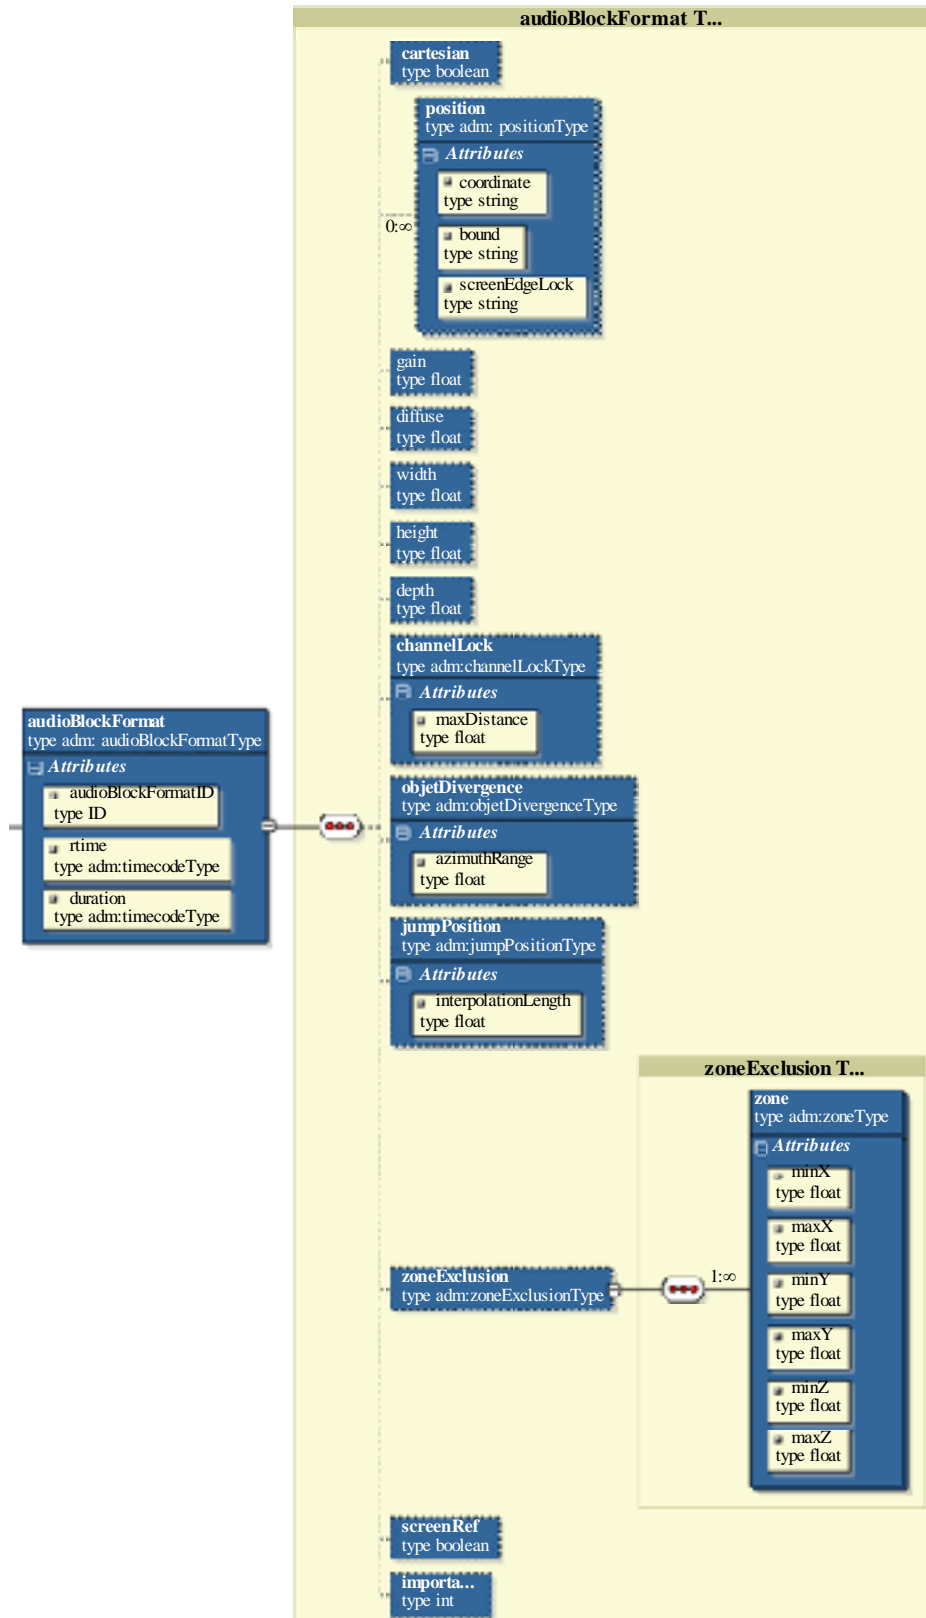 audioBlockFormat T...
cartesian
type boolean
position
type adm: positionType
Attributes
coordinate
type string
0:∞
bound
type string
screenEdgeLock
type string
gain
type float
diffuse
type float
width
type float
height
type float
depth
type float
channelLock
type adm:channelLockType
Attributes
maxDistance
type float
audioBlockFormat
type adm: audioBlockFormatType
Attributes
audioBlockFormatID
type ID
rtime
type adm:timecodeType
duration
type adm:timecodeType
objetDivergence
type adm:objetDivergenceType
Attributes
azimuthRange
type float
jumpPosition
type adm:jumpPositionType
Attributes
interpolationLength
type float
zoneExclusion T...
zone
type adm:zoneType
Attributes
minX
type float
maxX
type float
zoneExclusion
type adm:zoneExclusionType
1:∞
minY
type float
maxY
type float
minZ
type float
maxZ
type float
screenRef
type boolean
importa...
type int